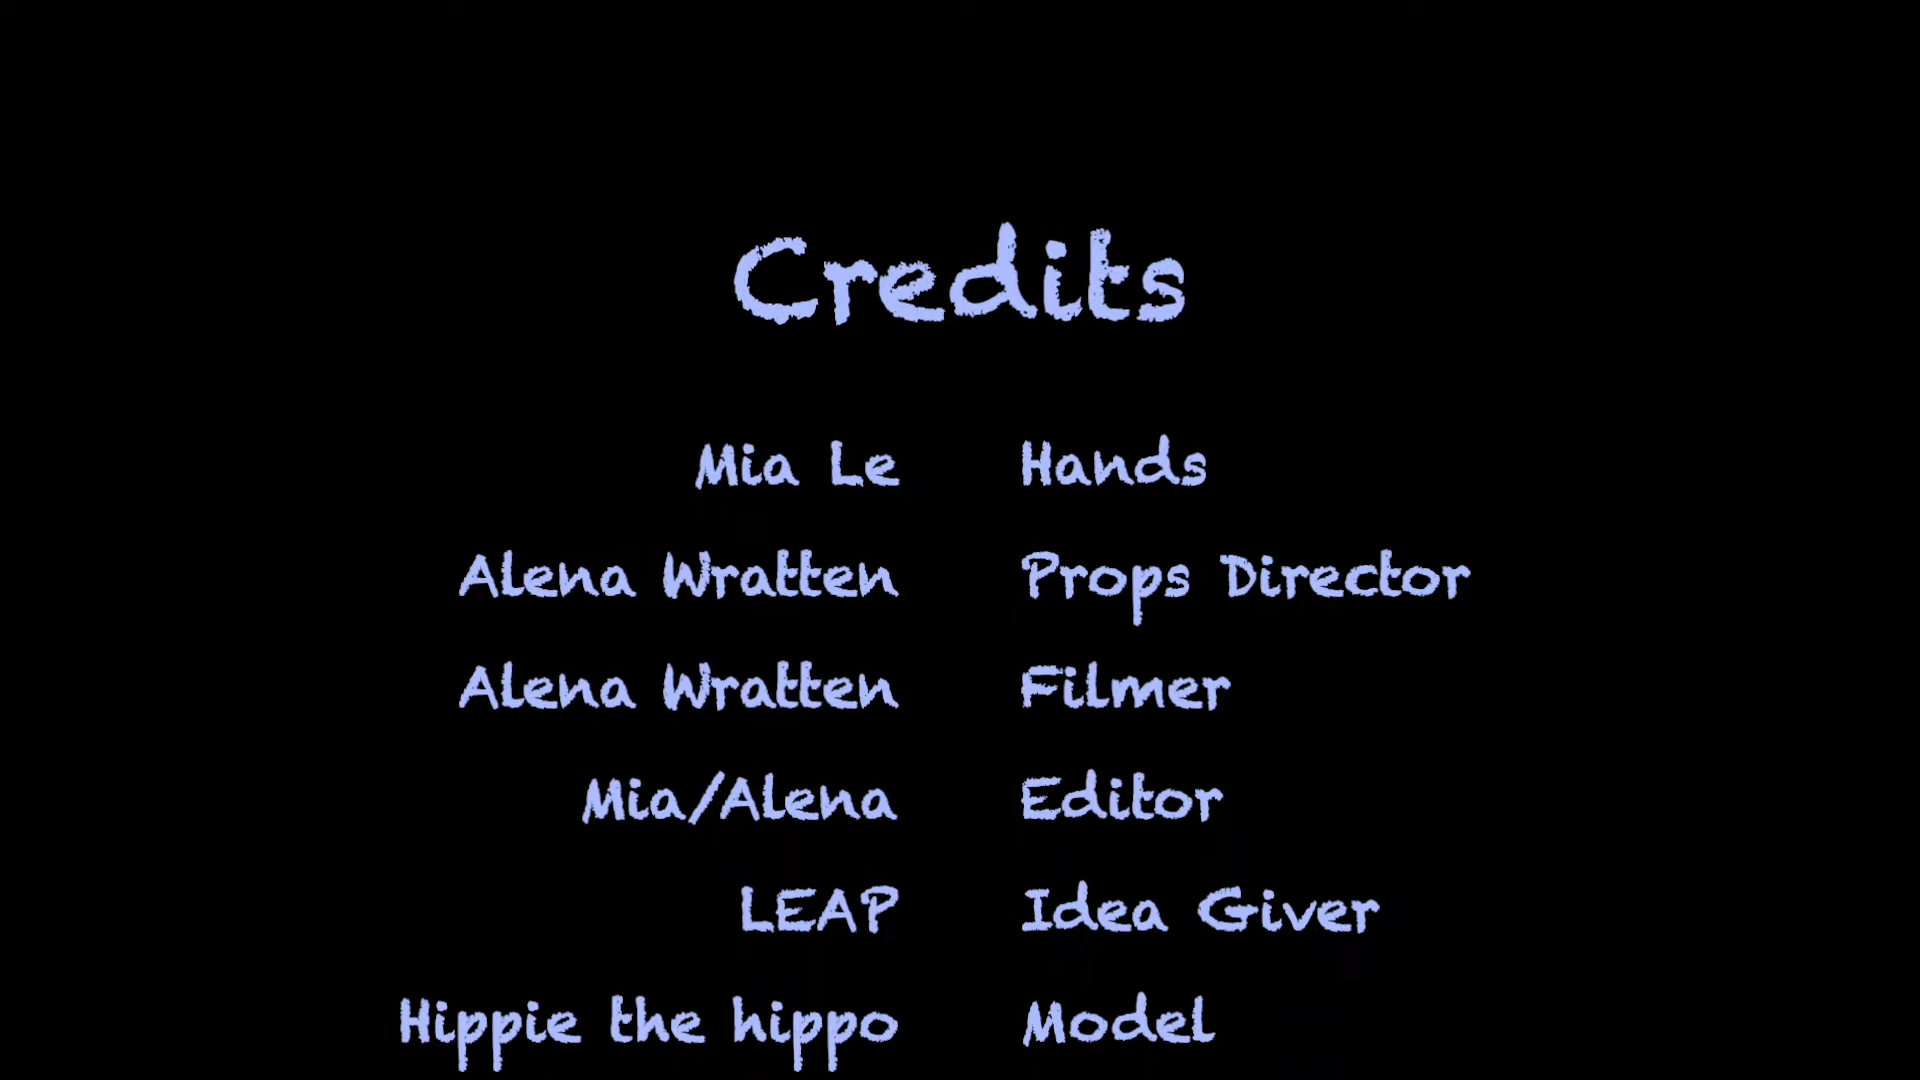 Credits
Mia Le Hands
Alena Wratten Props Director
Alena Wratten Filmer
Mia/Alena Editor
LEAP Idea Giver
Hippie the hippo Model